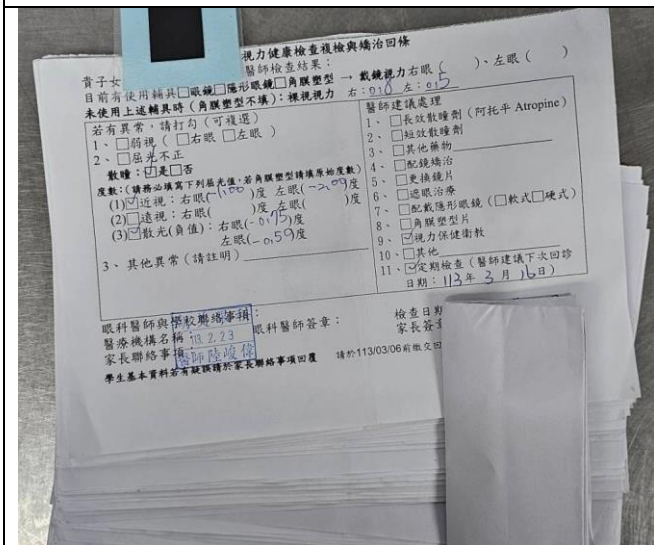 視力健康檢查複檢與矯治回條
貴子女
醫師檢查結果：
目前有使用輔具□眼鏡□隱形眼鏡□角膜塑型 → 戴鏡視力右眼（　）、左眼（　）
未使用上述輔具時（角膜塑型不填）：裸視視力 右：0.8 左：0.5
若有異常，請打勾（可複選）
1、□弱視（□右眼□左眼）
2、□屈光不正
散瞳：☑是□否
度數：(請務必填寫下列屈光值，若角膜塑型請填原始度數)
(1)☑近視：右眼(-1.00)度 左眼(-2.00)度
(2)□遠視：右眼(　)度 左眼(　)度
(3)☑散光(負值)：右眼(-0.75)度
左眼(-0.50)度
3、其他異常（請註明）
醫師建議處理
1、□長效散瞳劑（阿托平 Atropine）
2、□短效散瞳劑
3、□其他藥物
4、□配鏡矯治
5、□更換鏡片
6、□遮眼治療
7、□配戴隱形眼鏡（□軟式□硬式）
8、□角膜塑型片
9、☑視力保健衛教
10、□其他
11、☑定期檢查（醫師建議下次回診
日期：113年3月16日）
眼科醫師與學校聯絡事項：
醫療機構名稱：
113.2.23
眼科醫師簽章：
檢查日期
家長聯絡事項：
醫師陸峻偉
家長簽章
學生基本資料若有疑誤請於家長聯絡事項回覆
請於113/03/06前繳交回